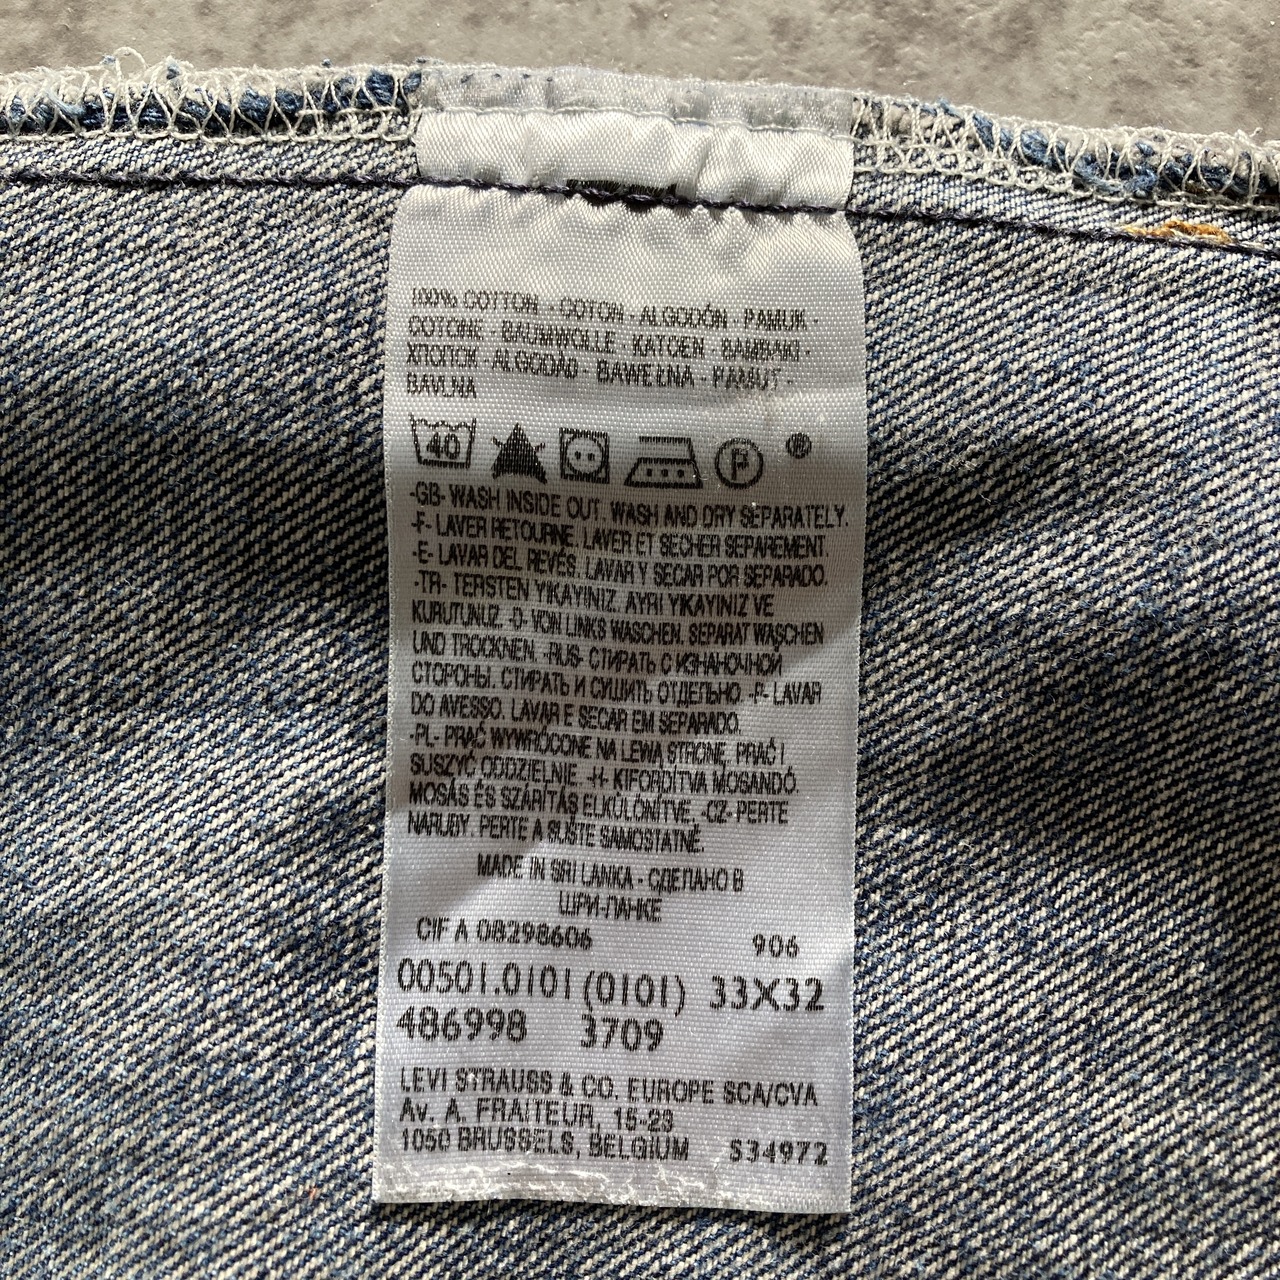 100% COTTON - COTON - ALGODÓN - PAMUK -
COTONE - BAUMWOLLE - KATOEN - BAMBAKI -
ХЛОПОК - ALGODÃO - BAWEŁNA - PAMUT -
BAVLNA
40 P ®
-GB- WASH INSIDE OUT. WASH AND DRY SEPARATELY.
-F- LAVER RETOURNE. LAVER ET SECHER SEPAREMENT.
-E- LAVAR DEL REVÉS. LAVAR Y SECAR POR SEPARADO.
-TR- TERSTEN YIKAYINIZ. AYRI YIKAYINIZ VE
KURUTUNUZ. -D- VON LINKS WASCHEN. SEPARAT WASCHEN
UND TROCKNEN. -RUS- СТИРАТЬ С ИЗНАНОЧНОЙ
СТОРОНЫ. СТИРАТЬ И СУШИТЬ ОТДЕЛЬНО. -P- LAVAR
DO AVESSO. LAVAR E SECAR EM SEPARADO.
-PL- PRAĆ WYWRÓCONE NA LEWĄ STRONĘ, PRAĆ I
SUSZYĆ ODDZIELNIE. -H- KIFORDÍTVA MOSANDÓ.
MOSÁS ÉS SZÁRÍTÁS ELKÜLÖNÍTVE. -CZ- PERTE
NARUBY. PERTE A SUŠTE SAMOSTATNĚ.
MADE IN SRI LANKA - СДЕЛАНО В
ШРИ-ЛАНКЕ
CIF A 08298606 906
00501.0101 (0101) 33X32
486998 3709
LEVI STRAUSS & CO. EUROPE SCA/CVA
Av. A. FRAITEUR, 15-23
1050 BRUSSELS, BELGIUM S34972